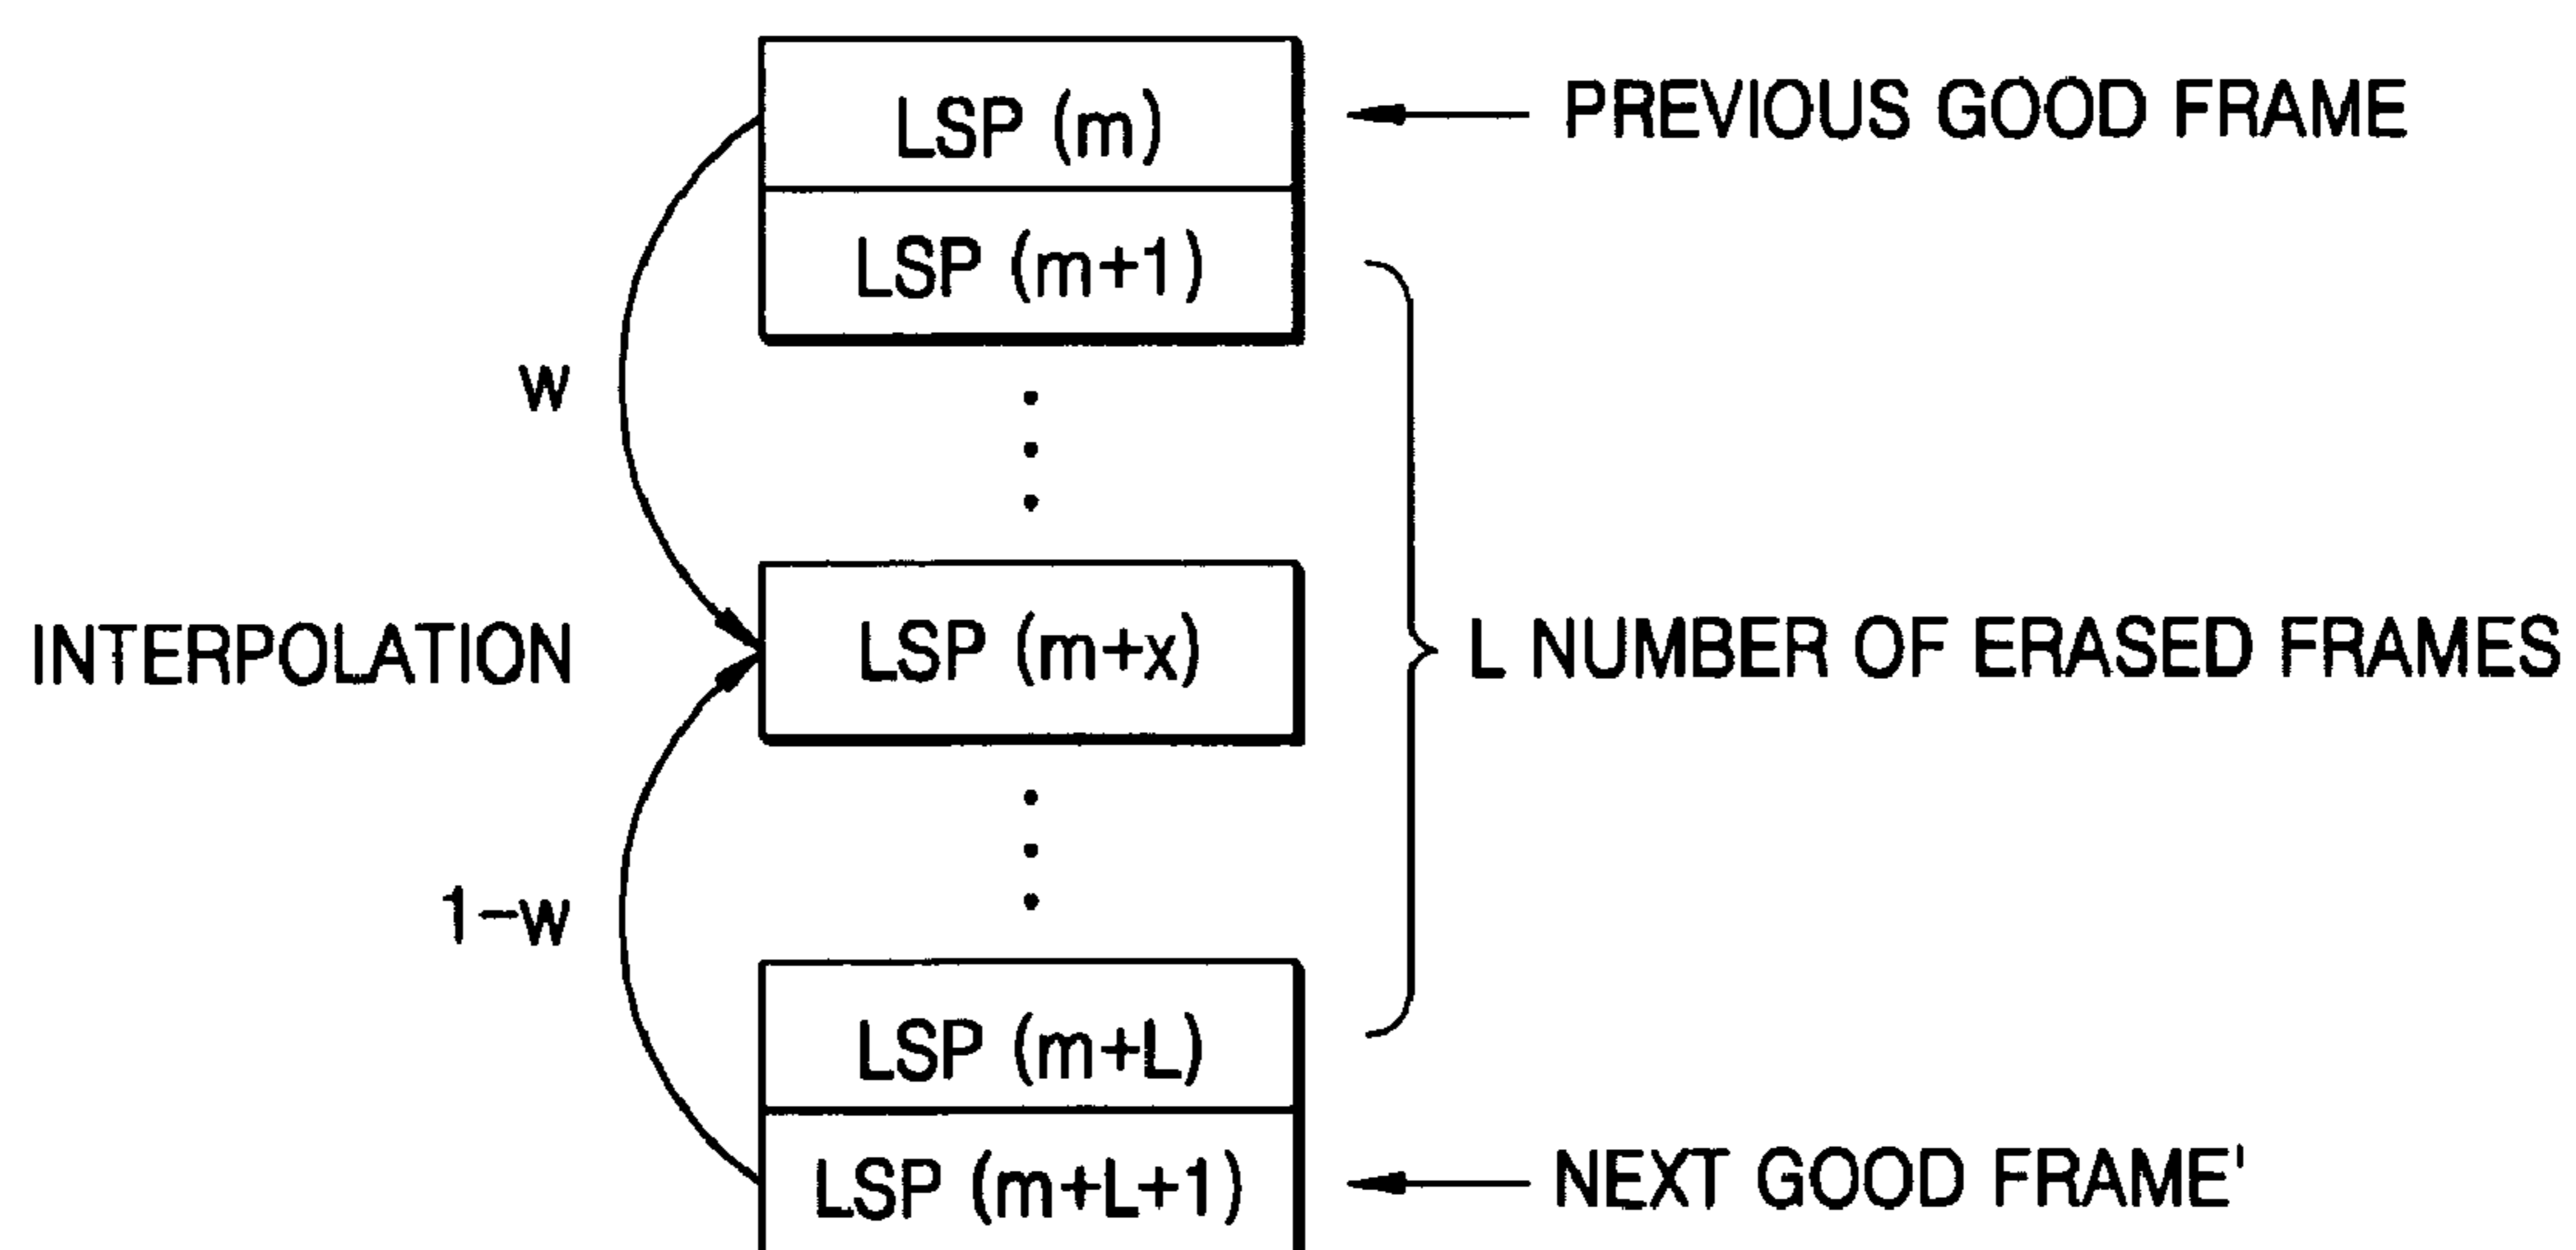 LSP (m)
PREVIOUS GOOD FRAME
LSP (m+1)
w
INTERPOLATION
LSP (m+x)
L NUMBER OF ERASED FRAMES
1-w
LSP (m+L)
LSP (m+L+1)
NEXT GOOD FRAME'